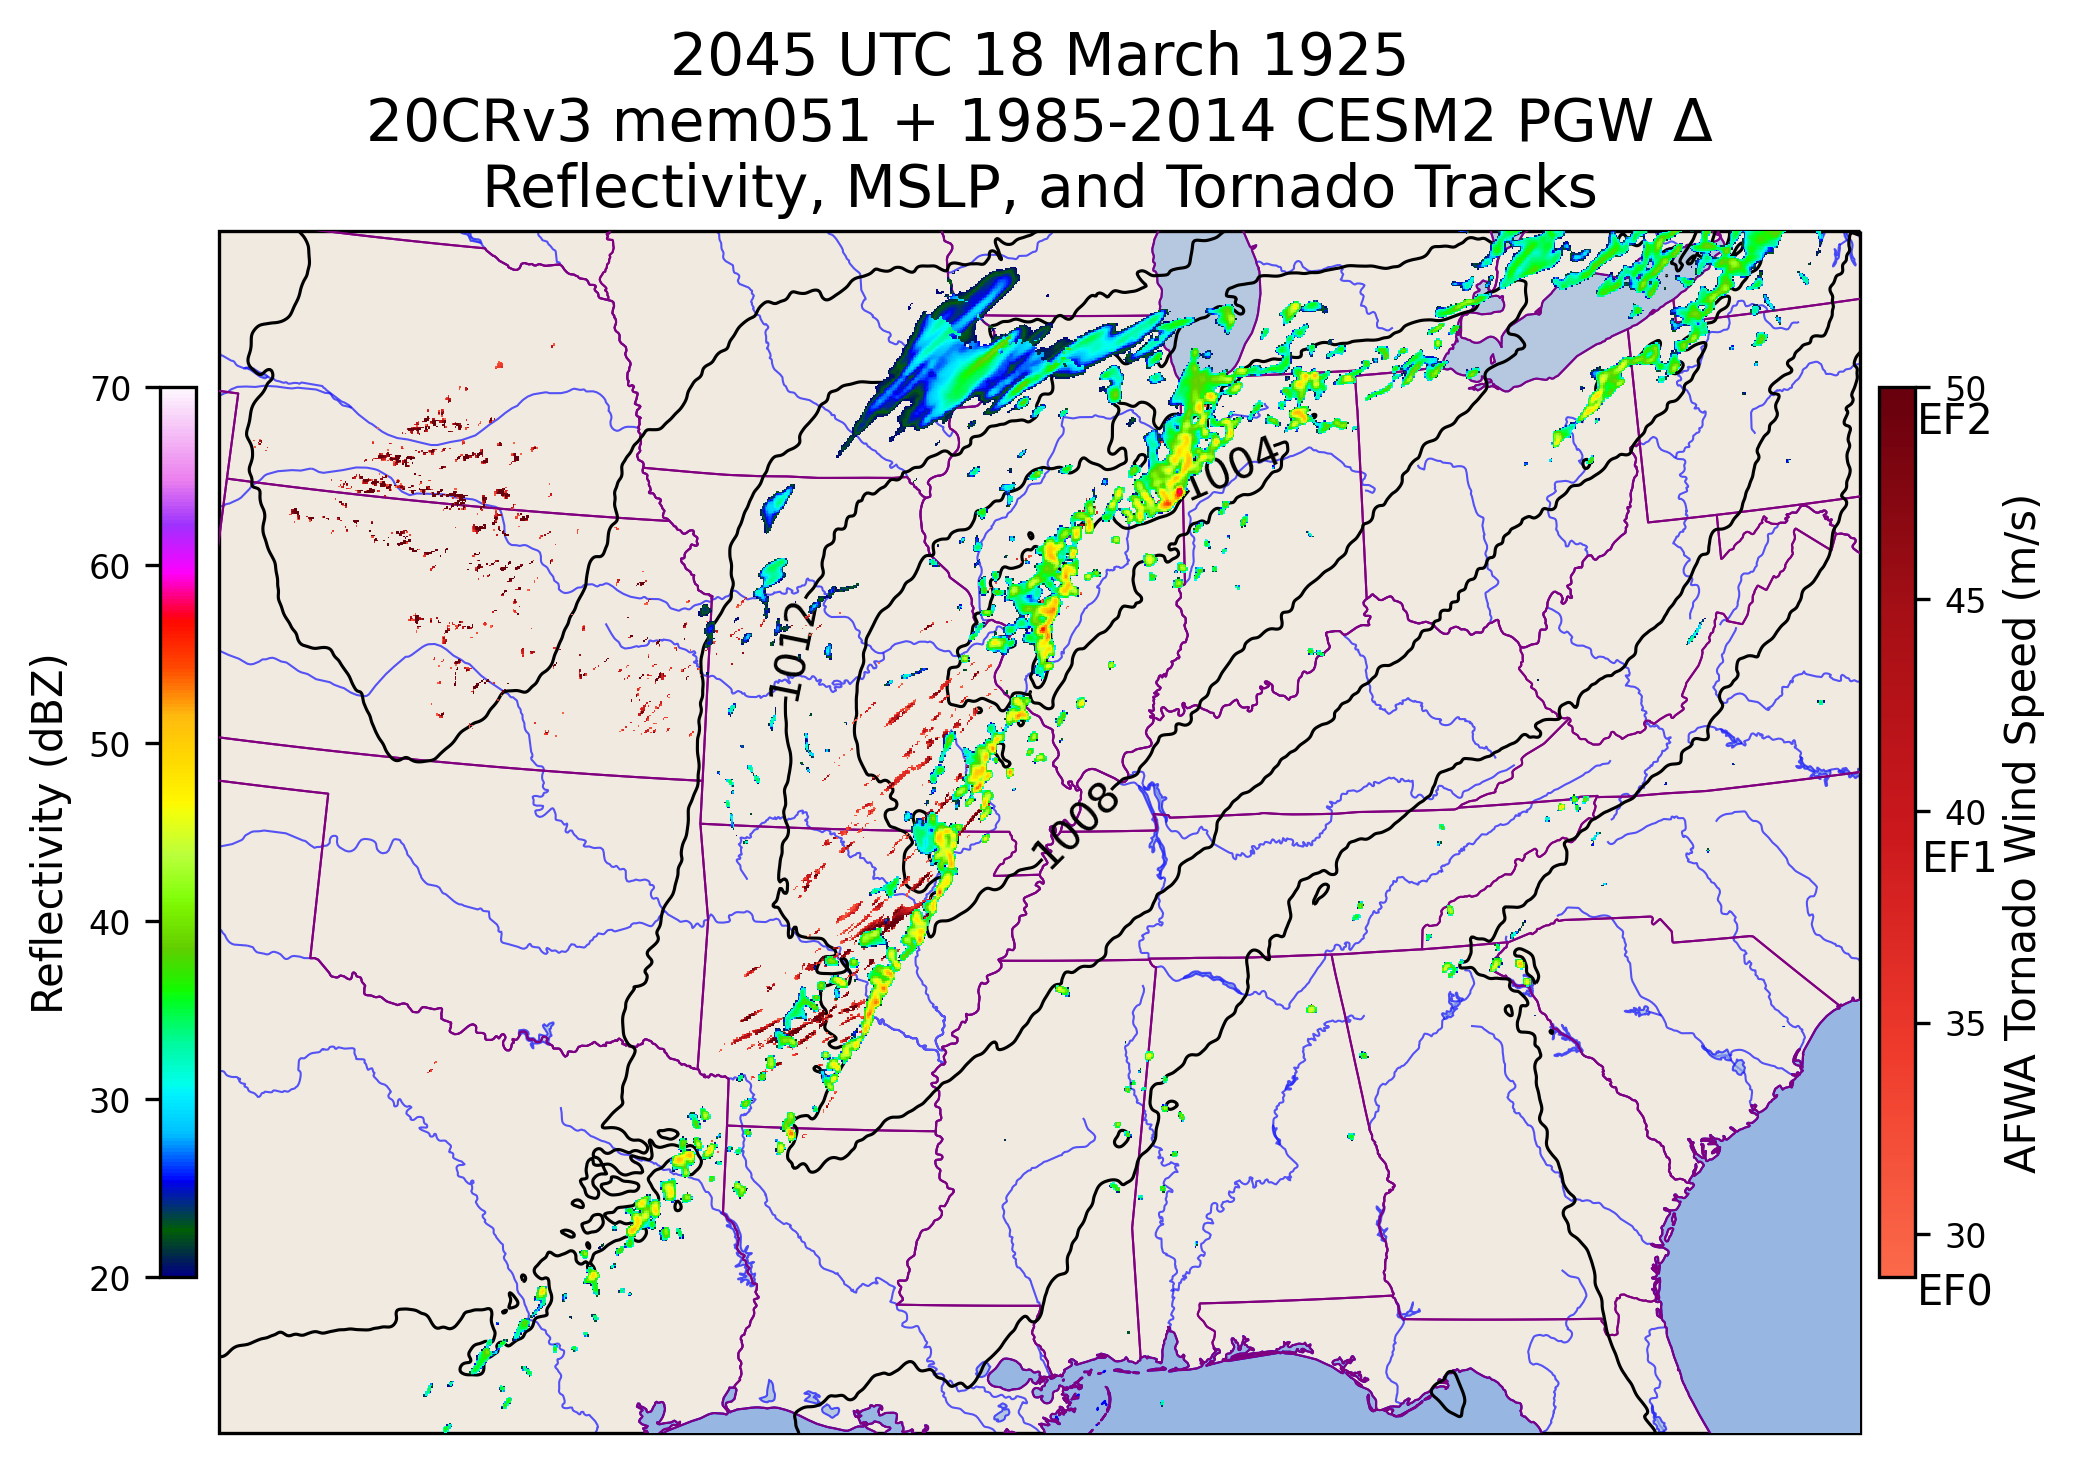 2045 UTC 18 March 1925
20CRv3 mem051 + 1985-2014 CESM2 PGW Δ
Reflectivity, MSLP, and Tornado Tracks
70
60
50
40
30
20
Reflectivity (dBZ)
1004
1012
1008
50
EF2
45
40
EF1
35
30
EF0
AFWA Tornado Wind Speed (m/s)